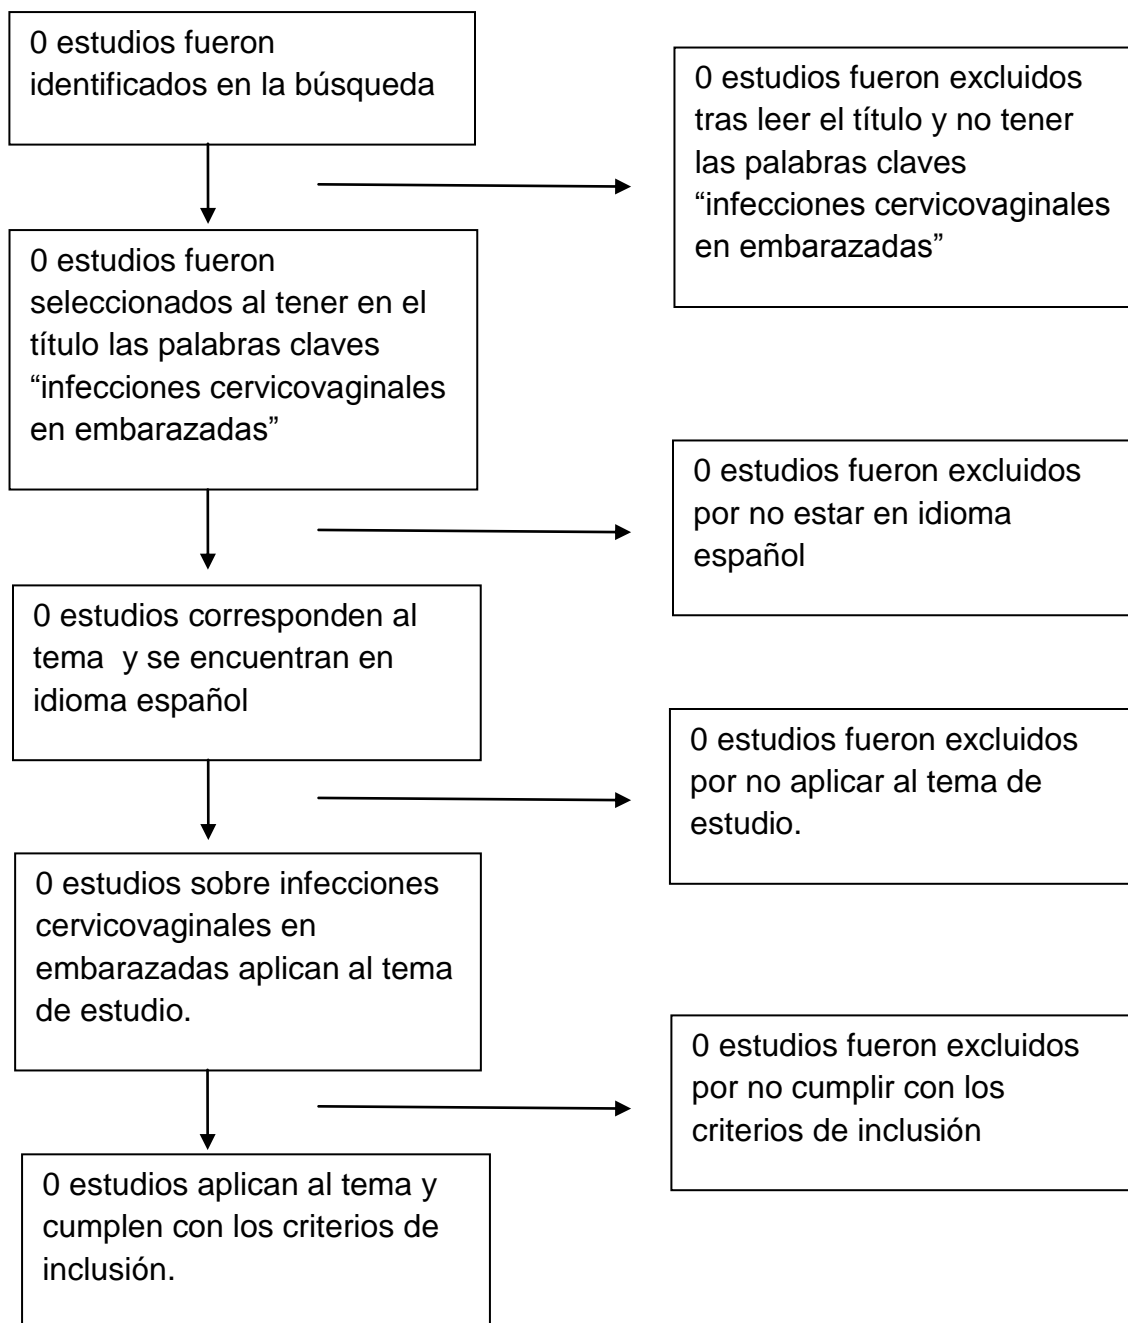 0 estudios fueron
identificados en la búsqueda
0 estudios fueron excluidos
tras leer el título y no tener
las palabras claves
“infecciones cervicovaginales
en embarazadas”
0 estudios fueron
seleccionados al tener en el
título las palabras claves
“infecciones cervicovaginales
en embarazadas”
0 estudios fueron excluidos
por no estar en idioma
español
0 estudios corresponden al
tema  y se encuentran en
idioma español
0 estudios fueron excluidos
por no aplicar al tema de
estudio.
0 estudios sobre infecciones
cervicovaginales en
embarazadas aplican al tema
de estudio.
0 estudios fueron excluidos
por no cumplir con los
criterios de inclusión
0 estudios aplican al tema y
cumplen con los criterios de
inclusión.